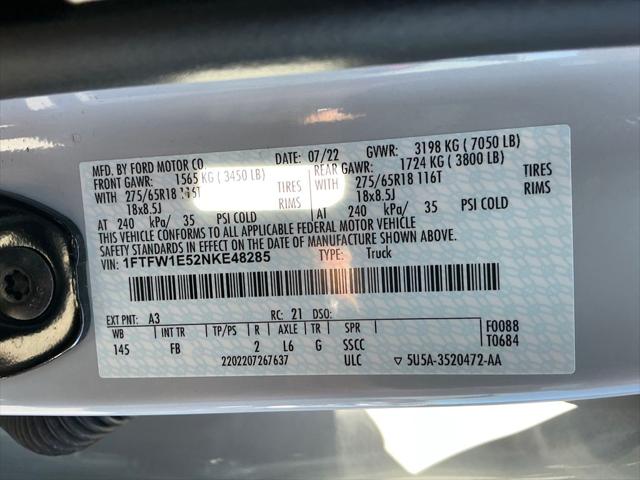 MFD. BY FORD MOTOR CO DATE: 07/22 GVWR: 3198 KG ( 7050 LB)
FRONT GAWR: 1565 KG ( 3450 LB) REAR GAWR: 1724 KG ( 3800 LB)
WITH 275/65R18 116T TIRES WITH 275/65R18 116T TIRES
18x8.5J RIMS 18x8.5J RIMS
AT 240 kPa/ 35 PSI COLD AT 240 kPa/ 35 PSI COLD
THIS VEHICLE CONFORMS TO ALL APPLICABLE FEDERAL MOTOR VEHICLE
SAFETY STANDARDS IN EFFECT ON THE DATE OF MANUFACTURE SHOWN ABOVE.
VIN: 1FTFW1E52NKE48285 TYPE: Truck
EXT PNT: A3 RC: 21 DSO:
WB INT TR TP/PS R AXLE TR SPR F0088
145 FB 2 L6 G SSCC T0684
2202207267637 ULC ▽ 5U5A-3520472-AA